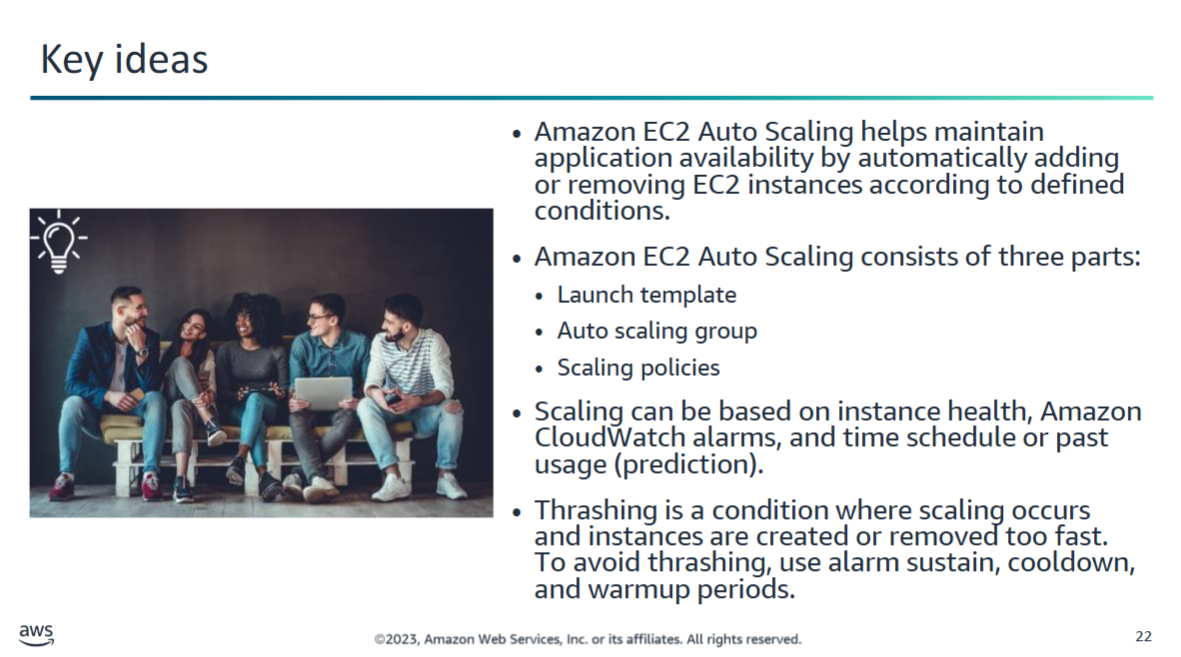 Key ideas
• Amazon EC2 Auto Scaling helps maintain
application availability by automatically adding
or removing EC2 instances according to defined
conditions.
• Amazon EC2 Auto Scaling consists of three parts:
• Launch template
• Auto scaling group
• Scaling policies
• Scaling can be based on instance health, Amazon
CloudWatch alarms, and time schedule or past
usage (prediction).
• Thrashing is a condition where scaling occurs
and instances are created or removed too fast.
To avoid thrashing, use alarm sustain, cooldown,
and warmup periods.
aws
©2023, Amazon Web Services, Inc. or its affiliates. All rights reserved.
22